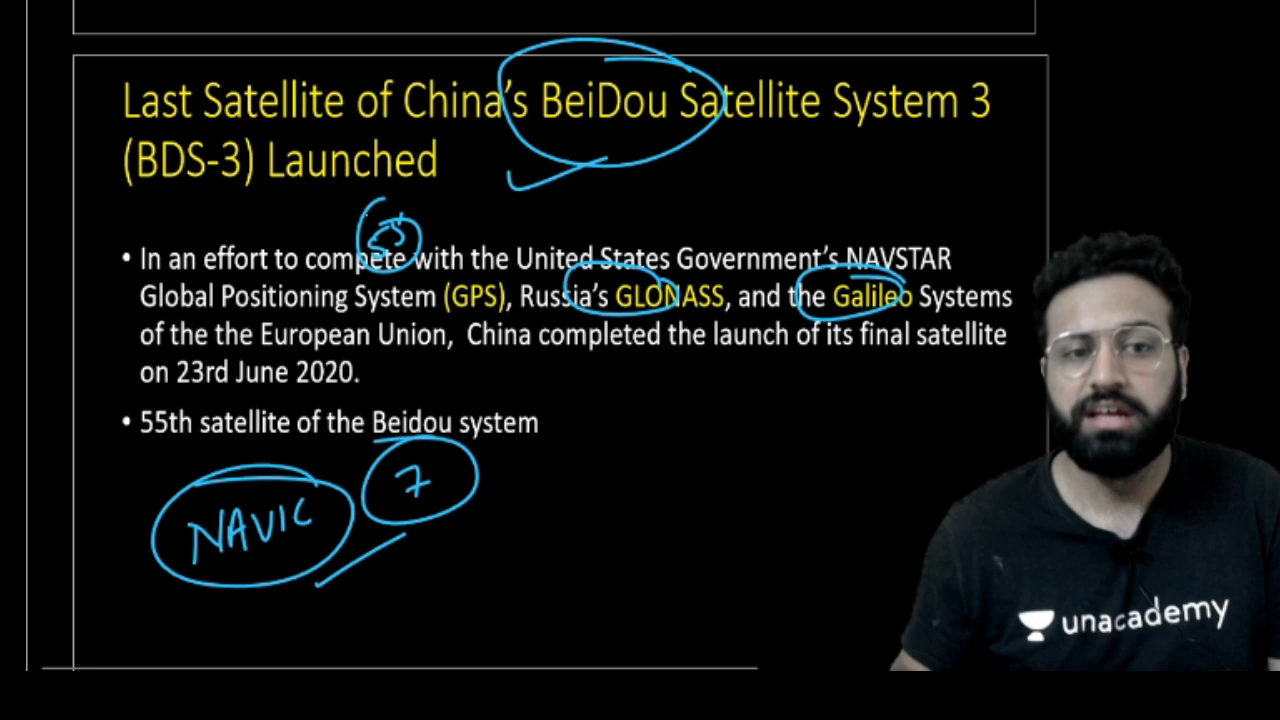 Last Satellite of China's BeiDou Satellite System 3
(BDS-3) Launched
55
• In an effort to compete with the United States Government's NAVSTAR
Global Positioning System (GPS), Russia's GLONASS, and the Galileo Systems
of the the European Union, China completed the launch of its final satellite
on 23rd June 2020.
• 55th satellite of the Beidou system
NAVIC 7
unacademy